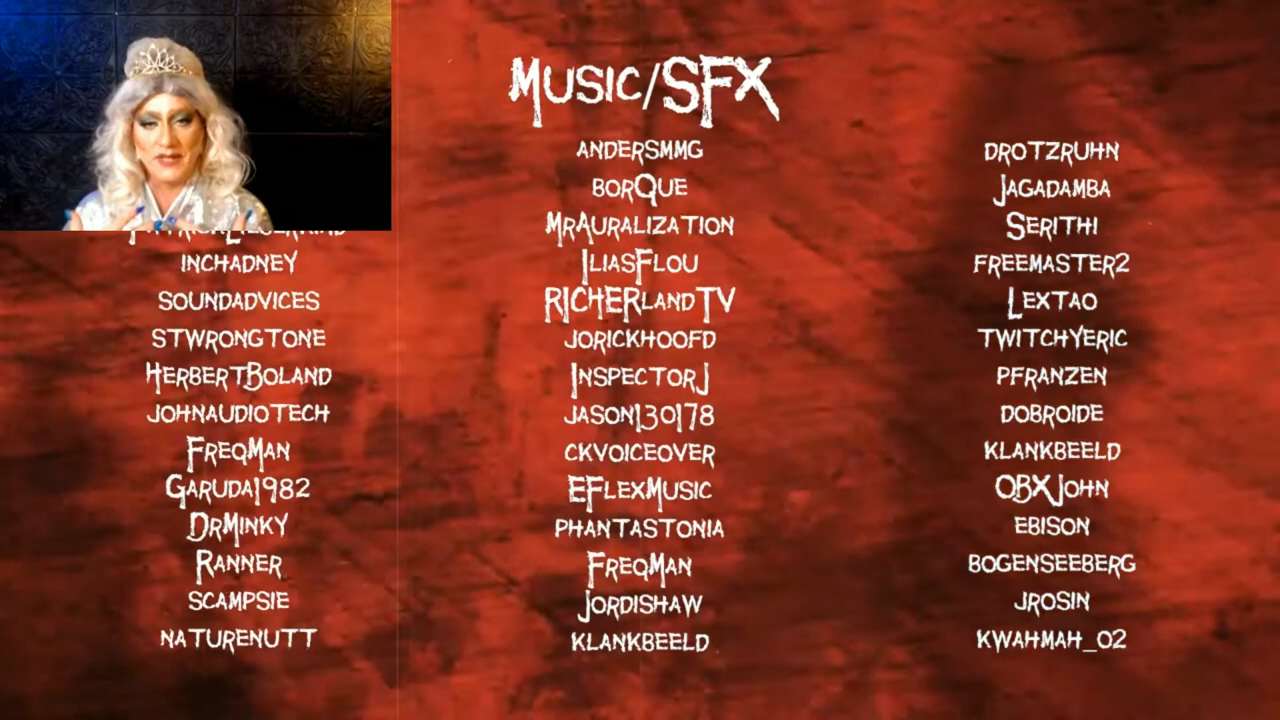 Music/SFX
inchadney
soundadvices
stwrongtone
HerbertBoland
johnaudiotech
FreqMan
Garuda1982
DrMinky
Ranner
scampsie
naturenutt
andersmmg
borQue
MrAuralization
IliasFlou
RICHERlandTV
jorickhoofd
InspectorJ
jason130178
ckvoiceover
EFlexMusic
phantastonia
FreqMan
Jordishaw
klankbeeld
drotzruhn
Jagadamba
Serithi
freemaster2
Lextao
twitchyeric
pfranzen
dobroide
klankbeeld
OBXJohn
ebison
bogenseeberg
jrosin
kwahmah_02